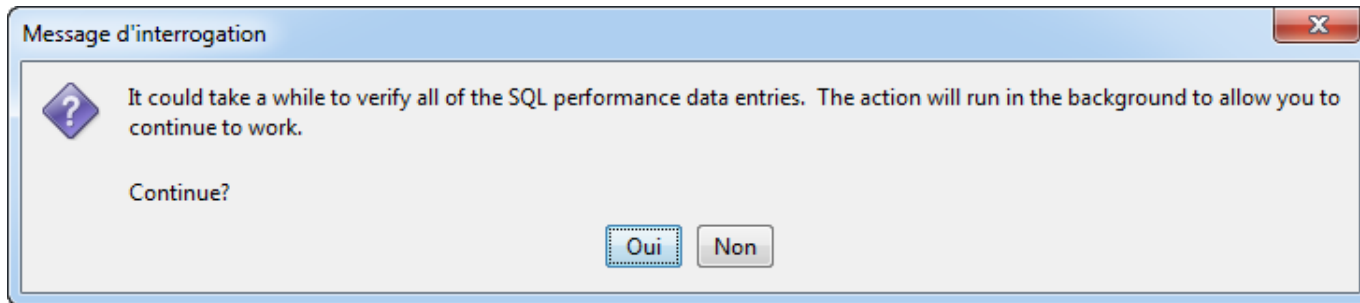 Message d'interrogation
It could take a while to verify all of the SQL performance data entries.  The action will run in the background to allow you to
continue to work.
Continue?
Oui
Non